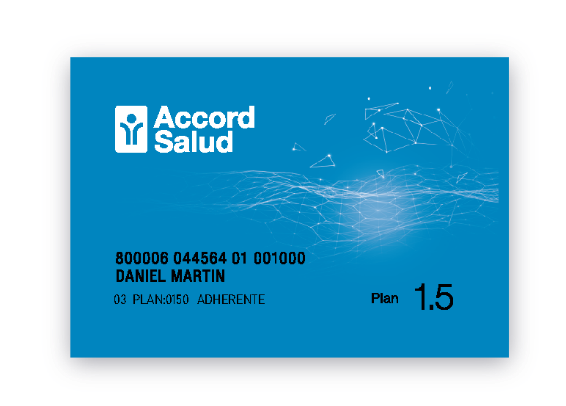 Accord
Salud
800006 044564 01 001000
DANIEL MARTIN
03 PLAN:0150 ADHERENTE
Plan 1.5